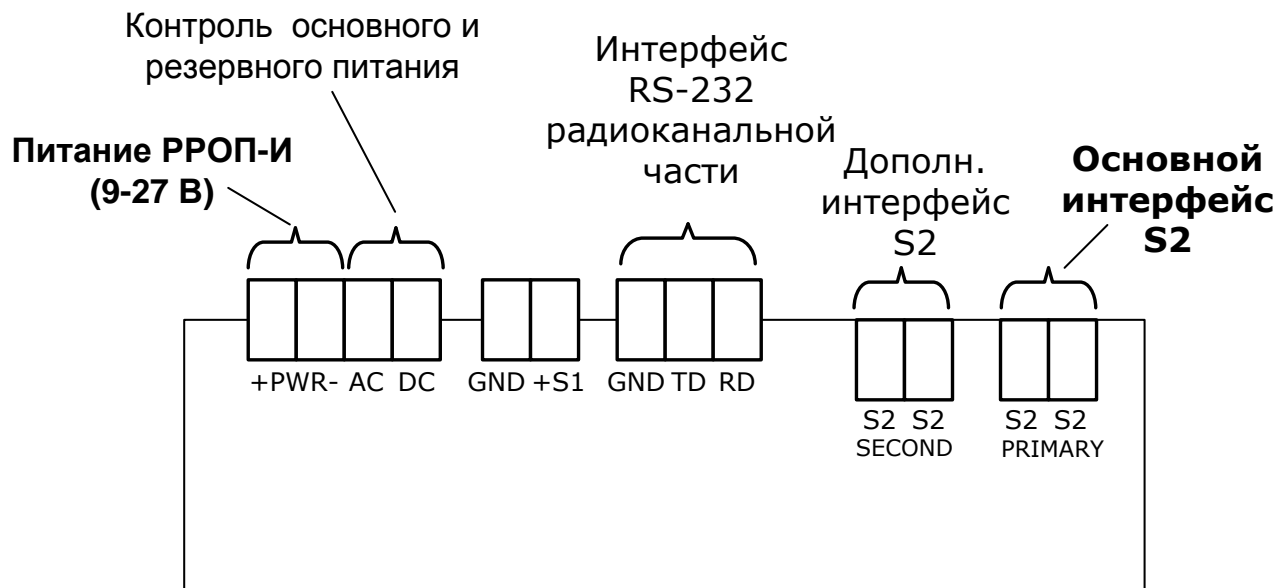 Контроль основного и
резервного питания
Питание РРОП-И
(9-27 В)
Интерфейс
RS-232
радиоканальной
части
Дополн.
интерфейс
S2
Основной
интерфейс
S2
+PWR- AC DC GND +S1 GND TD RD
S2 S2 S2 S2
SECOND PRIMARY